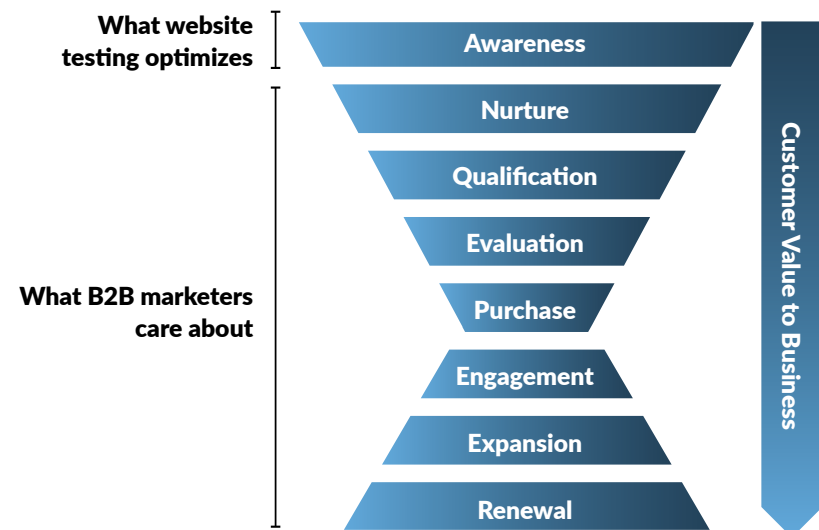 What website
testing optimizes
Awareness
Nurture
Qualification
Evaluation
What B2B marketers
care about
Purchase
Engagement
Expansion
Renewal
Customer Value to Business